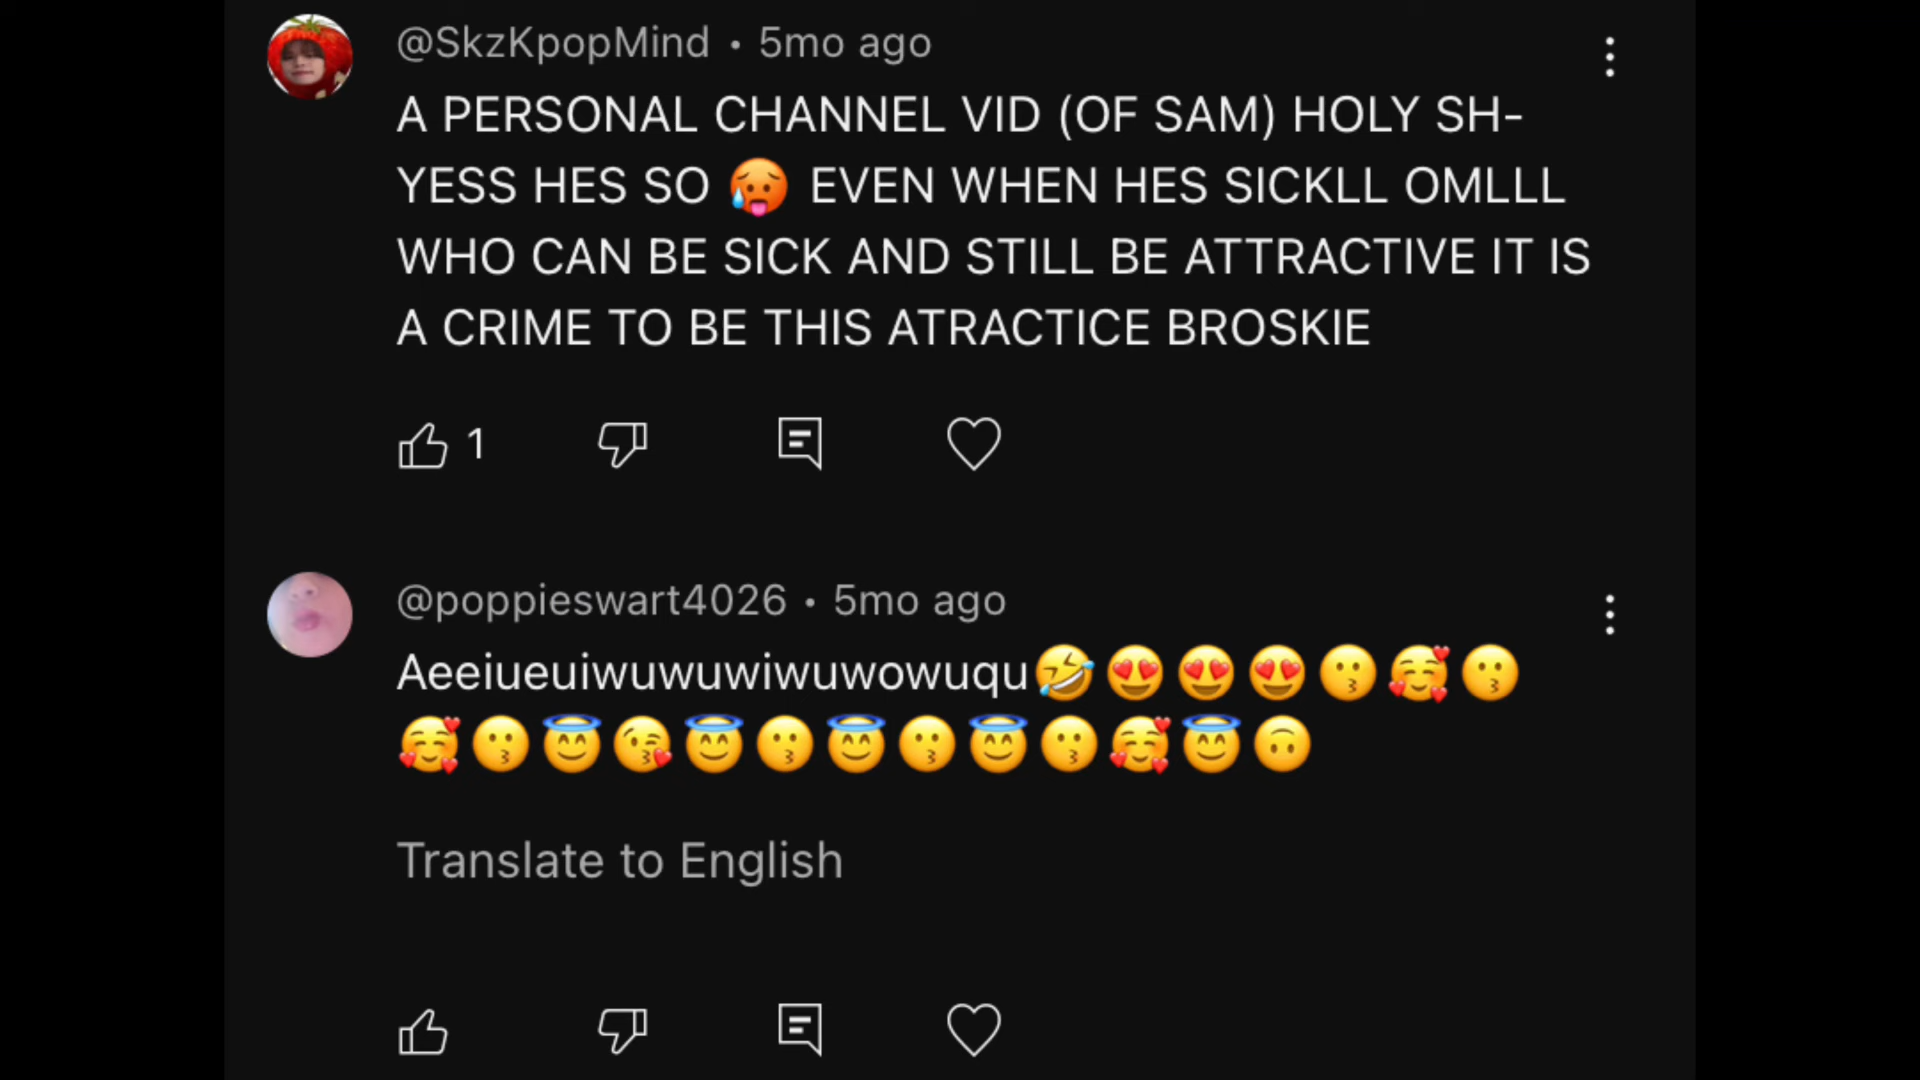 @SkzKpopMind • 5mo ago
A PERSONAL CHANNEL VID (OF SAM) HOLY SH-
YESS HES SO 🥵 EVEN WHEN HES SICKLL OMLLL
WHO CAN BE SICK AND STILL BE ATTRACTIVE IT IS
A CRIME TO BE THIS ATRACTICE BROSKIE
1
@poppieswart4026 • 5mo ago
Aeeiueuiwuwuwiwuwowuqu🤣😍😍😍😗🥰😗
🥰😗😇😘😇😗😇😗😇😗🥰😇🙃
Translate to English